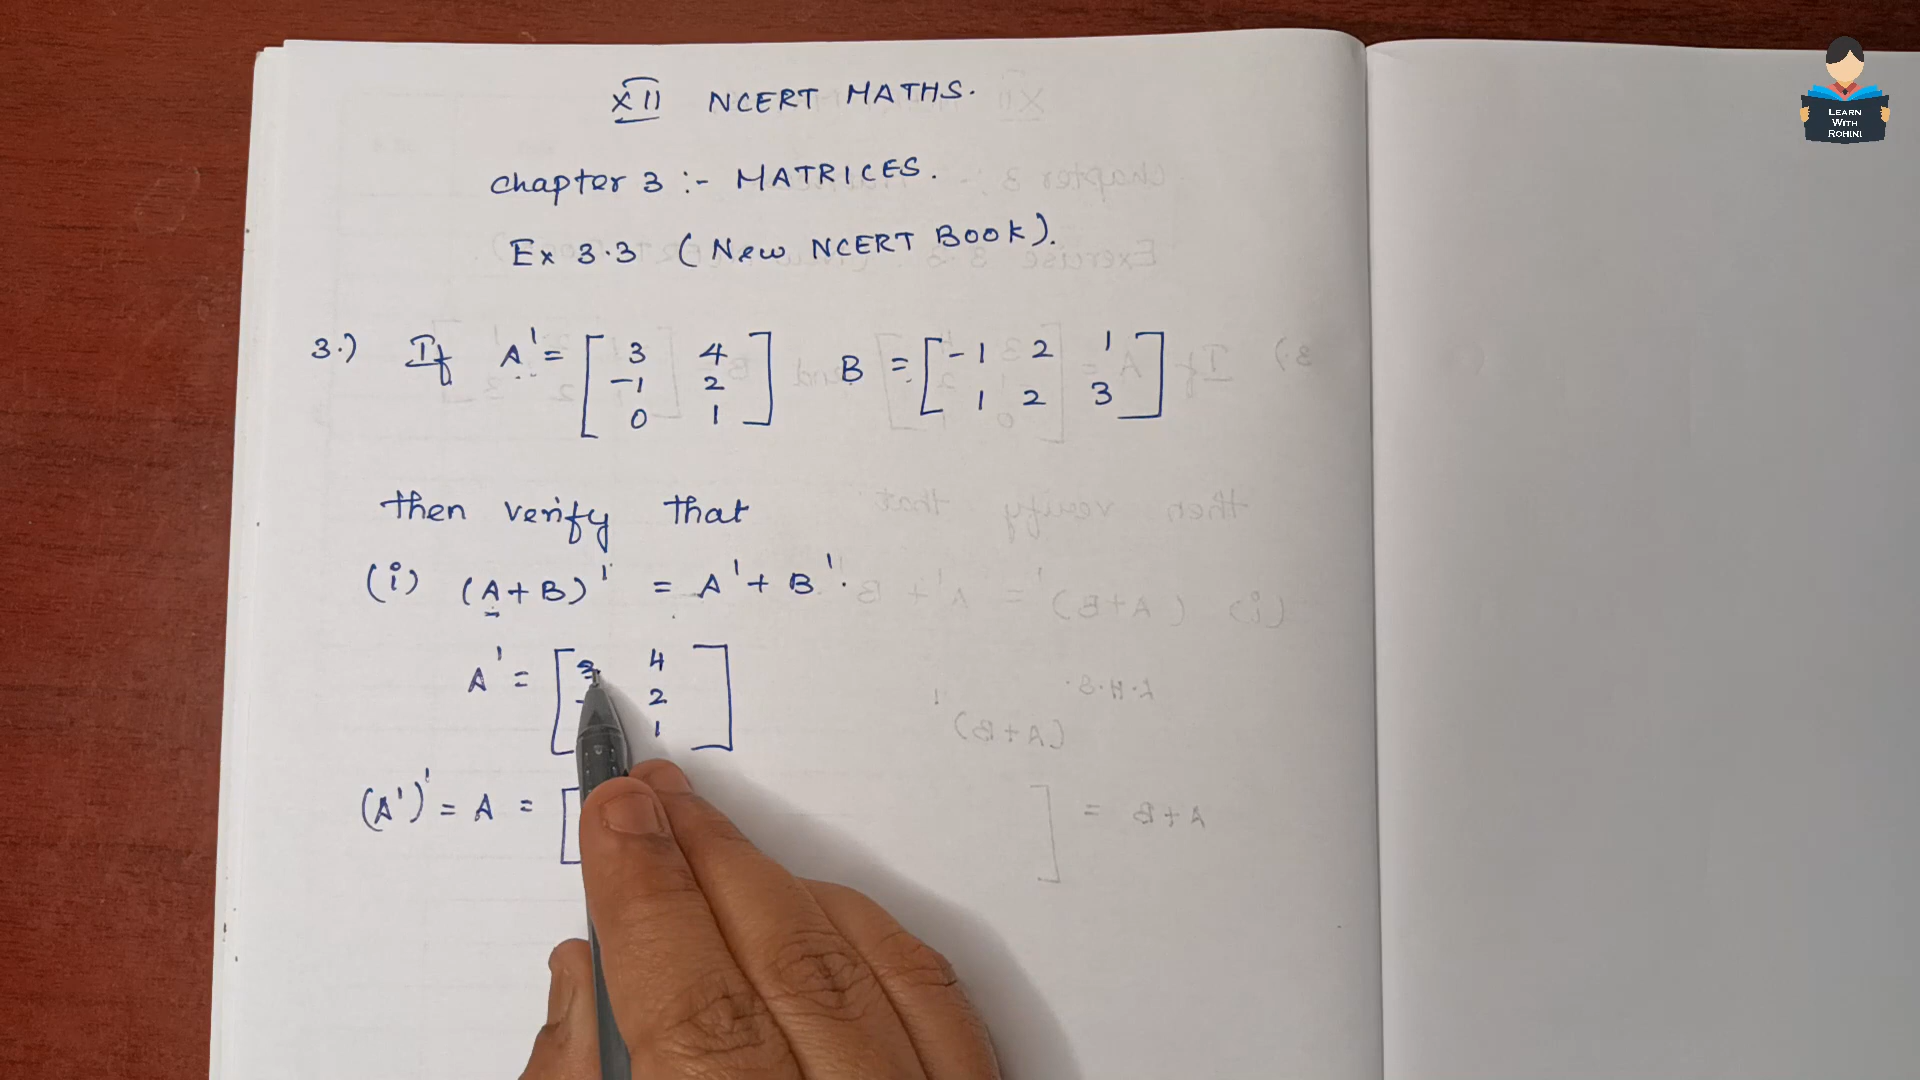 XII NCERT MATHS.
Chapter 3 :- MATRICES.
Ex 3.3 (New NCERT Book).
3.) If A' = [ 3 4 B = [ -1 2 1
-1 2 1 2 3 ]
0 1 ]
then verify that
(i) (A+B)' = A' + B'.
A' = [ 3 4
2
1 ]
(A')' = A = [
LEARN
WITH
ROHINI